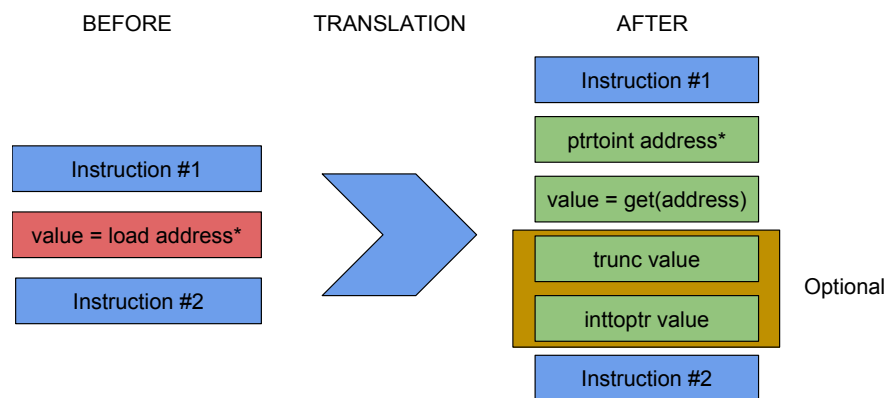 BEFORE
TRANSLATION
AFTER
Instruction #1
value = load address*
Instruction #2
Instruction #1
ptrtoint address*
value = get(address)
trunc value
inttoptr value
Optional
Instruction #2